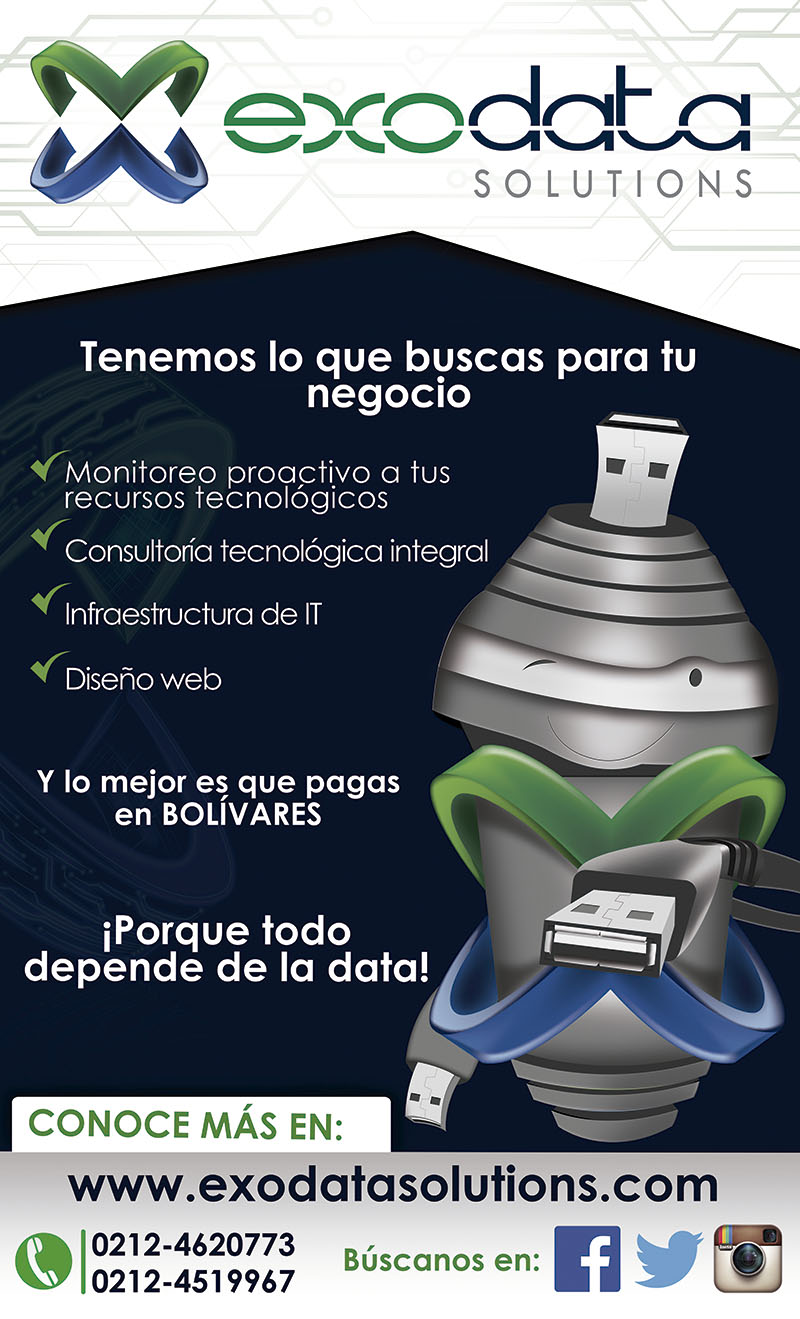 exodata
SOLUTIONS
Tenemos lo que buscas para tu
negocio
Monitoreo proactivo a tus
recursos tecnológicos
Consultoría tecnológica integral
Infraestructura de IT
Diseño web
Y lo mejor es que pagas
en BOLÍVARES
¡Porque todo
depende de la data!
CONOCE MÁS EN:
www.exodatasolutions.com
0212-4620773
0212-4519967
Búscanos en: